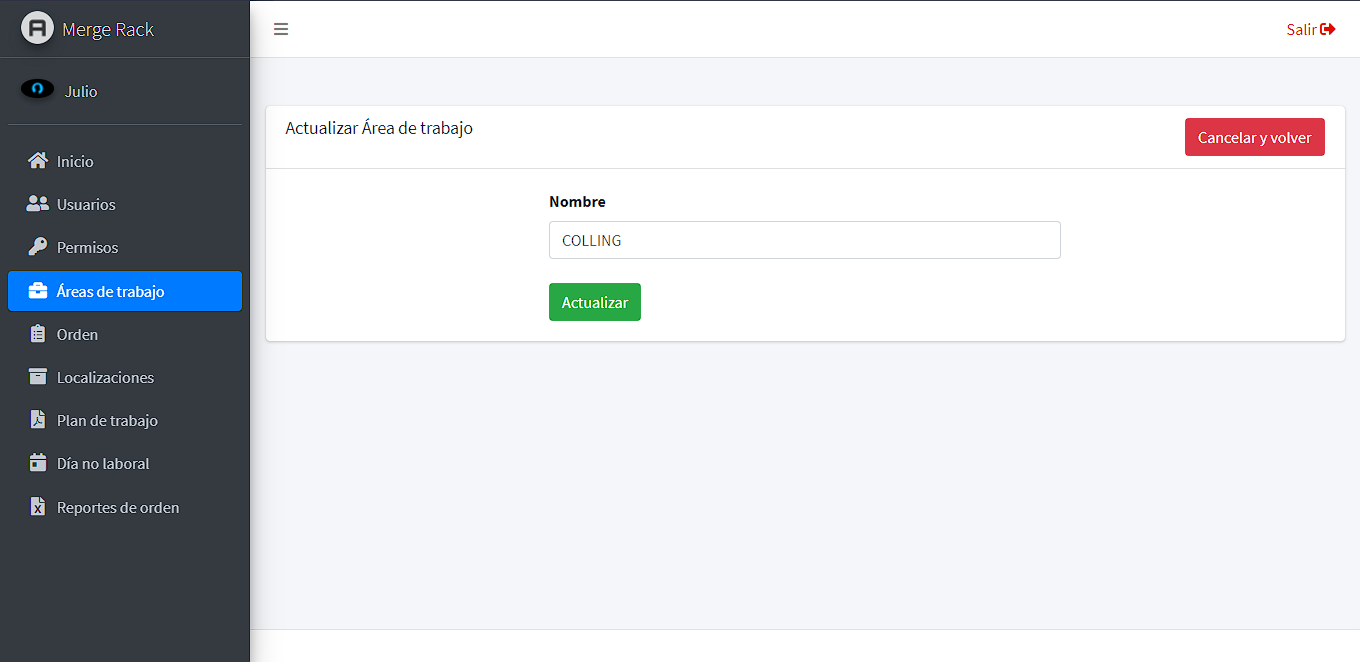 Merge Rack
Salir
Julio
Inicio
Usuarios
Permisos
Áreas de trabajo
Orden
Localizaciones
Plan de trabajo
Día no laboral
Reportes de orden
Actualizar Área de trabajo
Cancelar y volver
Nombre
COLLING
Actualizar